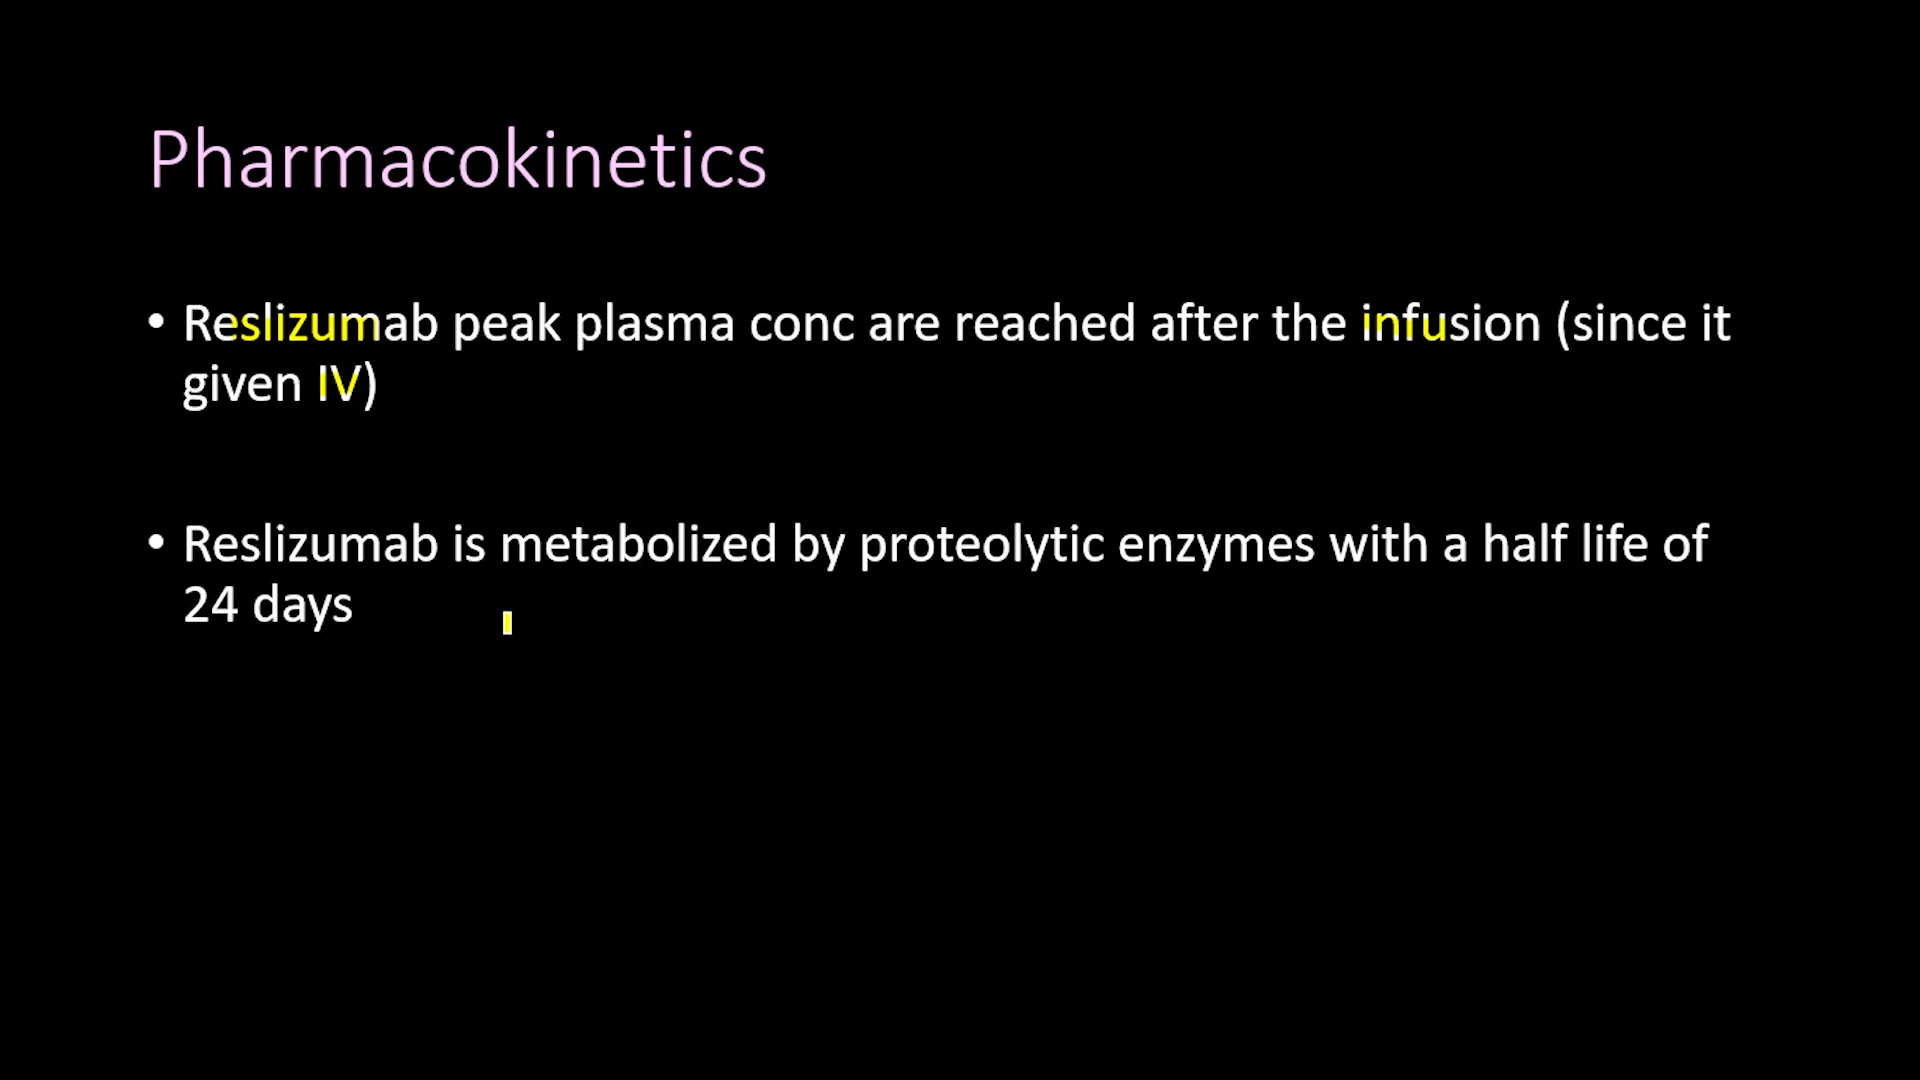 Pharmacokinetics
• Reslizumab peak plasma conc are reached after the infusion (since it
given IV)
• Reslizumab is metabolized by proteolytic enzymes with a half life of
24 days